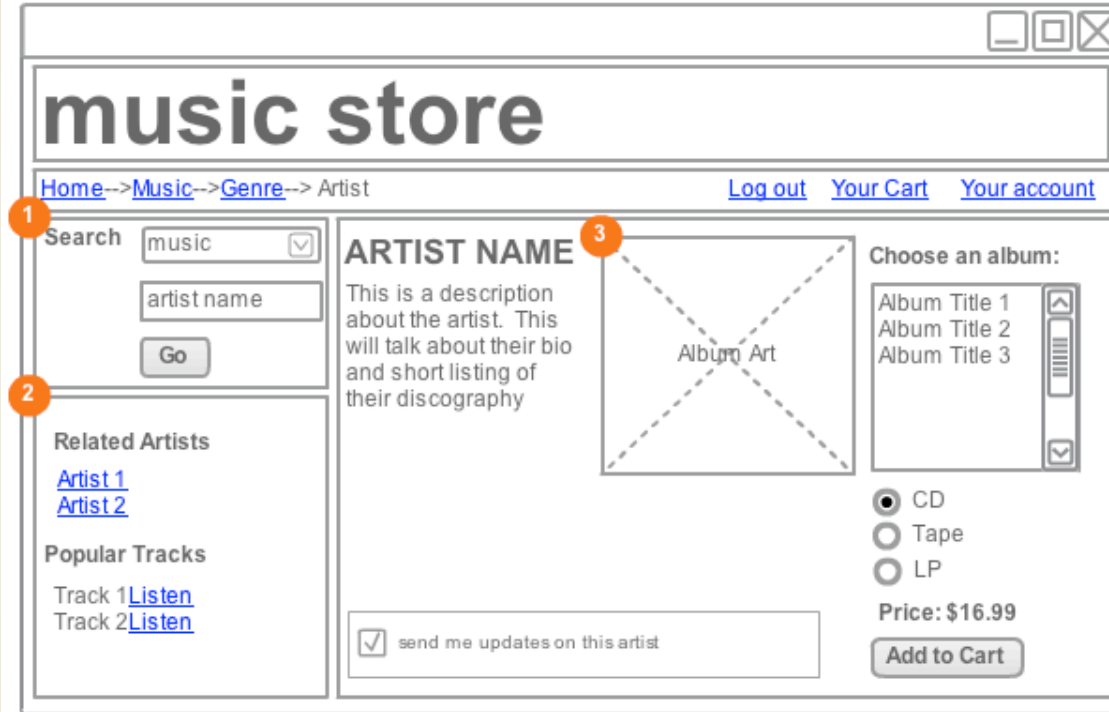 music store
Home-->Music-->Genre--> Artist
Log out Your Cart Your account
1
Search music
artist name
Go
2
Related Artists
Artist 1
Artist 2
Popular Tracks
Track 1Listen
Track 2Listen
ARTIST NAME
This is a description
about the artist. This
will talk about their bio
and short listing of
their discography
3
Album Art
send me updates on this artist
Choose an album:
Album Title 1
Album Title 2
Album Title 3
CD
Tape
LP
Price: $16.99
Add to Cart